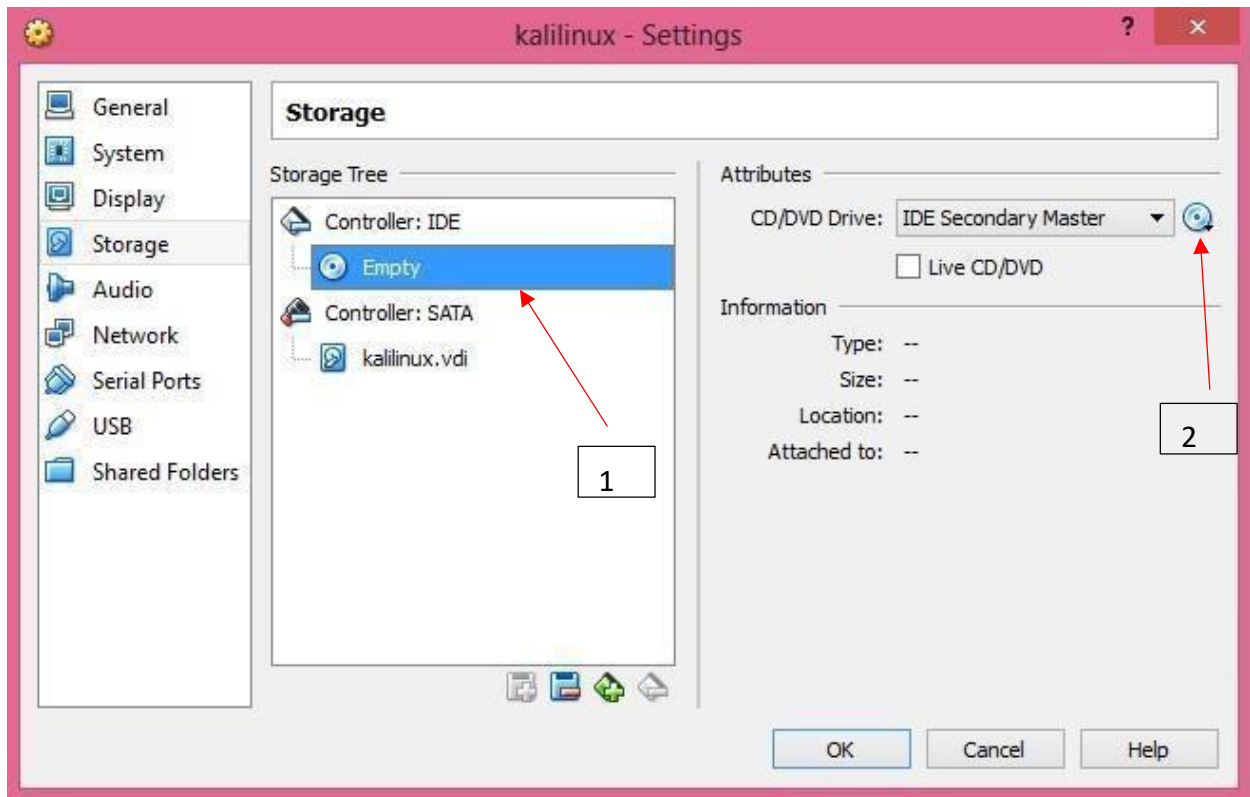 kalilinux - Settings
?
General
System
Display
Storage
Audio
Network
Serial Ports
USB
Shared Folders
Storage
Storage Tree
Controller: IDE
Empty
Controller: SATA
kalilinux.vdi
1
Attributes
CD/DVD Drive: IDE Secondary Master
Live CD/DVD
Information
Type: --
Size: --
Location: --
Attached to: --
2
OK Cancel Help